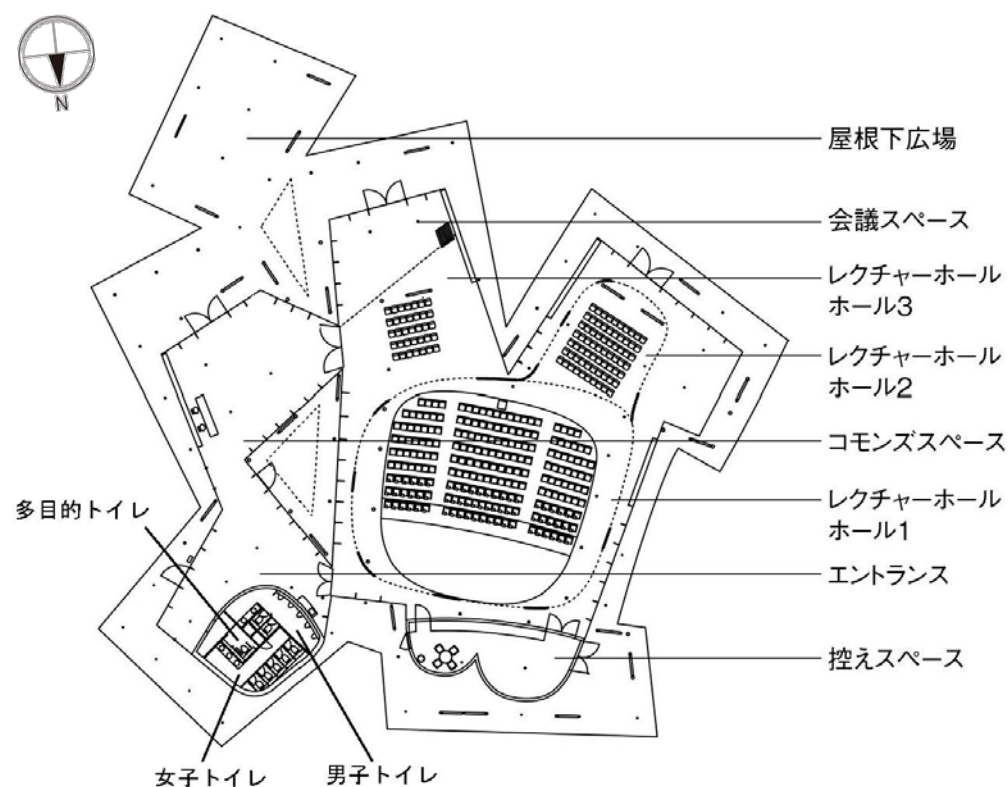 N
屋根下広場
会議スペース
レクチャーホール
ホール3
レクチャーホール
ホール2
コモンズスペース
レクチャーホール
ホール1
多目的トイレ
エントランス
控えスペース
女子トイレ
男子トイレ